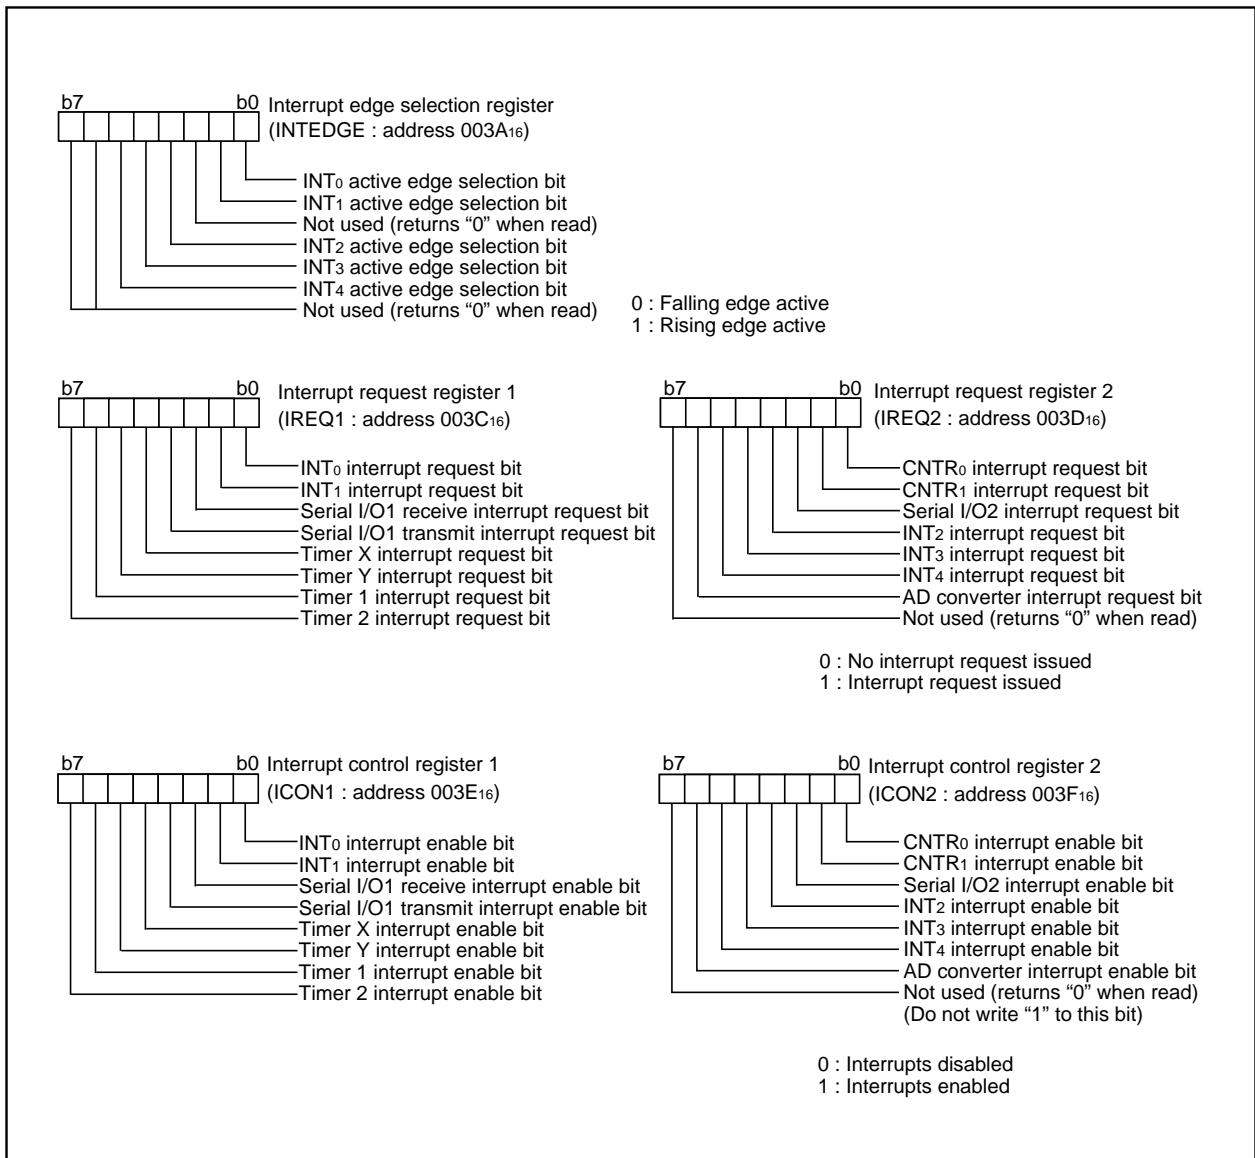 b7 b0 Interrupt edge selection register
(INTEDGE : address 003A16)
INT0 active edge selection bit
INT1 active edge selection bit
Not used (returns “0” when read)
INT2 active edge selection bit
INT3 active edge selection bit
INT4 active edge selection bit
Not used (returns “0” when read)
0 : Falling edge active
1 : Rising edge active
b7 b0 Interrupt request register 1
(IREQ1 : address 003C16)
INT0 interrupt request bit
INT1 interrupt request bit
Serial I/O1 receive interrupt request bit
Serial I/O1 transmit interrupt request bit
Timer X interrupt request bit
Timer Y interrupt request bit
Timer 1 interrupt request bit
Timer 2 interrupt request bit
b7 b0 Interrupt request register 2
(IREQ2 : address 003D16)
CNTR0 interrupt request bit
CNTR1 interrupt request bit
Serial I/O2 interrupt request bit
INT2 interrupt request bit
INT3 interrupt request bit
INT4 interrupt request bit
AD converter interrupt request bit
Not used (returns “0” when read)
0 : No interrupt request issued
1 : Interrupt request issued
b7 b0 Interrupt control register 1
(ICON1 : address 003E16)
INT0 interrupt enable bit
INT1 interrupt enable bit
Serial I/O1 receive interrupt enable bit
Serial I/O1 transmit interrupt enable bit
Timer X interrupt enable bit
Timer Y interrupt enable bit
Timer 1 interrupt enable bit
Timer 2 interrupt enable bit
b7 b0 Interrupt control register 2
(ICON2 : address 003F16)
CNTR0 interrupt enable bit
CNTR1 interrupt enable bit
Serial I/O2 interrupt enable bit
INT2 interrupt enable bit
INT3 interrupt enable bit
INT4 interrupt enable bit
AD converter interrupt enable bit
Not used (returns “0” when read)
(Do not write “1” to this bit)
0 : Interrupts disabled
1 : Interrupts enabled